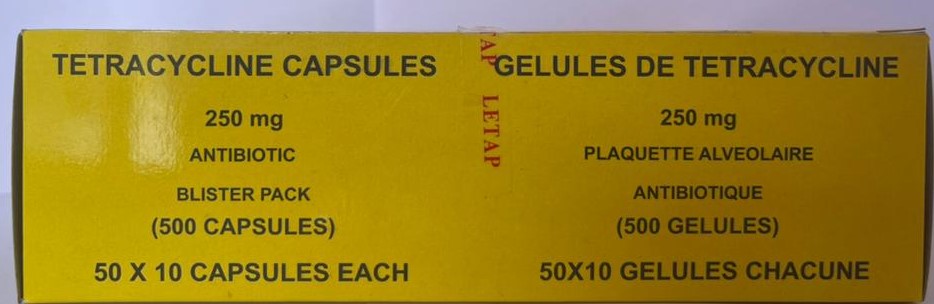 TETRACYCLINE CAPSULES
250 mg
ANTIBIOTIC
BLISTER PACK
(500 CAPSULES)
50 X 10 CAPSULES EACH
AP LETAP
GELULES DE TETRACYCLINE
250 mg
PLAQUETTE ALVEOLAIRE
ANTIBIOTIQUE
(500 GELULES)
50X10 GELULES CHACUNE